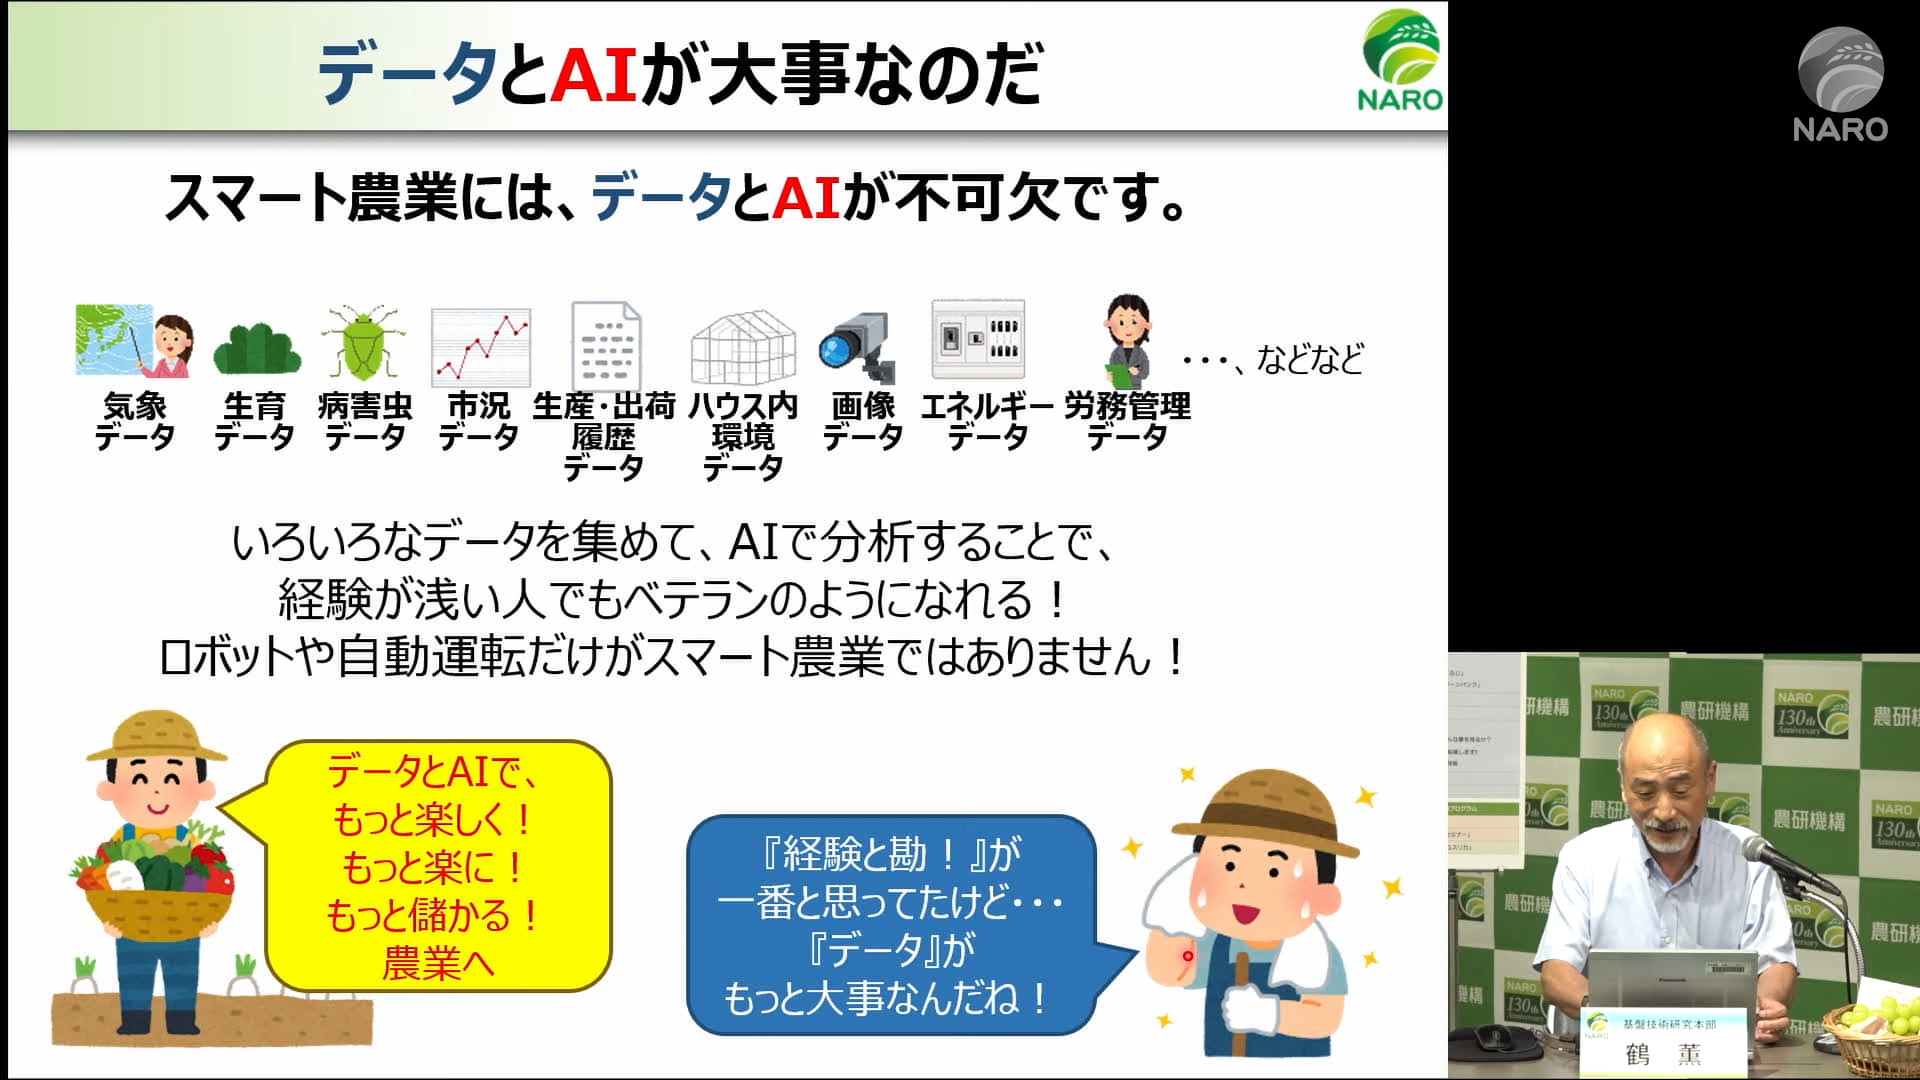 データとAIが大事なのだ
NARO
NARO
スマート農業には、データとAIが不可欠です。
気象
データ
生育
データ
病害虫
データ
市況
データ
生産・出荷
履歴
データ
ハウス内
環境
データ
画像
データ
エネルギー
データ
労務管理
データ
・・・、などなど
いろいろなデータを集めて、AIで分析することで、
経験が浅い人でもベテランのようになれる！
ロボットや自動運転だけがスマート農業ではありません！
データとAIで、
もっと楽しく！
もっと楽に！
もっと儲かる！
農業へ
『経験と勘！』が
一番と思ってたけど・・・
『データ』が
もっと大事なんだね！
農研機構
NARO
130th
Anniversary
農研機構
NARO
130th
Anniversary
農研機構
NARO
130th
農研機構
農研機構
NARO
130th
Panasonic
NARO
基盤技術研究本部
鶴 薫